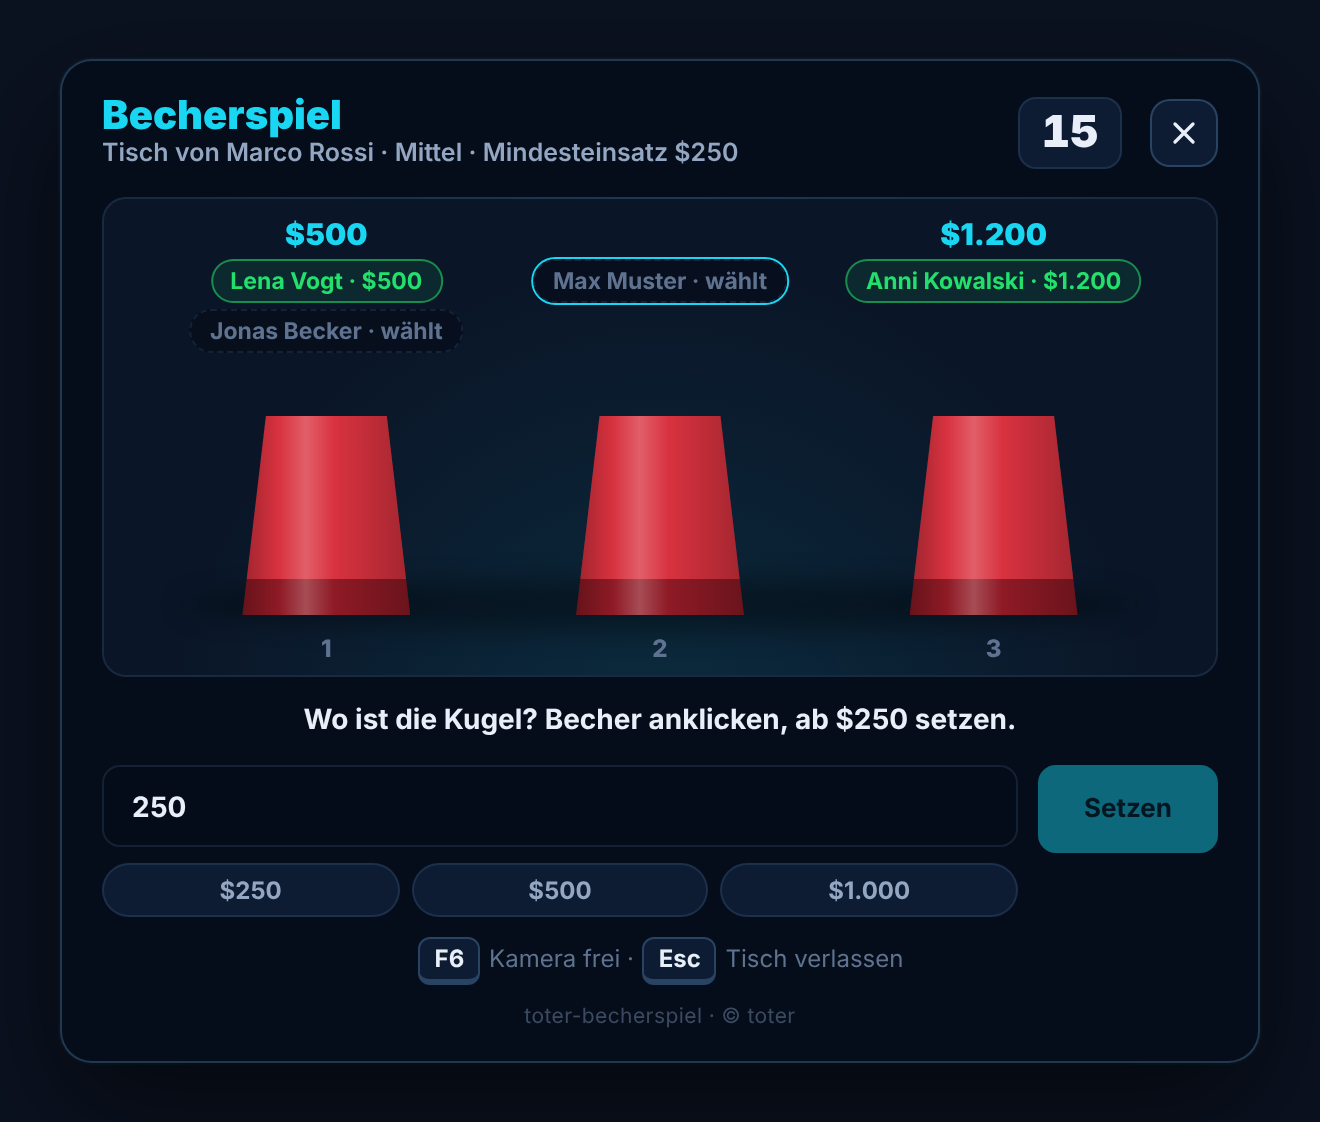 Becherspiel
Tisch von Marco Rossi · Mittel · Mindesteinsatz $250
15
$500
$1.200
Lena Vogt · $500
Max Muster · wählt
Anni Kowalski · $1.200
Jonas Becker · wählt
1
2
3
Wo ist die Kugel? Becher anklicken, ab $250 setzen.
250
Setzen
$250
$500
$1.000
F6 Kamera frei · Esc Tisch verlassen
toter-becherspiel · © toter